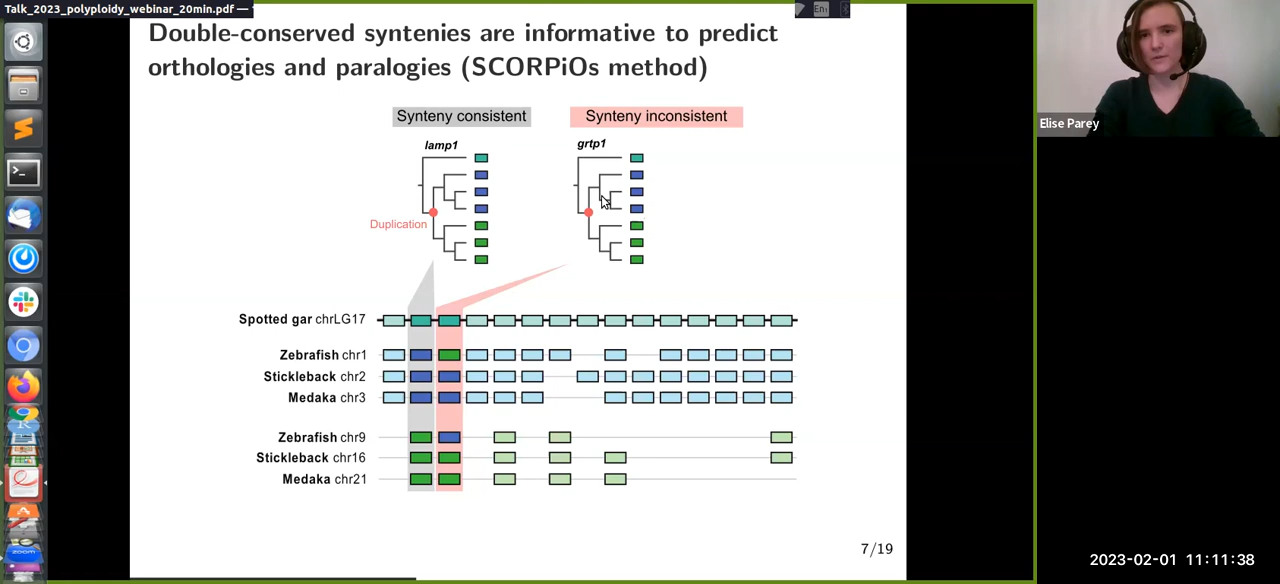 Talk_2023_polyploidy_webinar_20min.pdf —
En
Double-conserved syntenies are informative to predict
orthologies and paralogies (SCORPiOs method)
Elise Parey
Synteny consistent
Synteny inconsistent
lamp1
grtp1
Duplication
Spotted gar chrLG17
Zebrafish chr1
Stickleback chr2
Medaka chr3
Zebrafish chr9
Stickleback chr16
Medaka chr21
7/19
zoom
2023-02-01 11:11:38